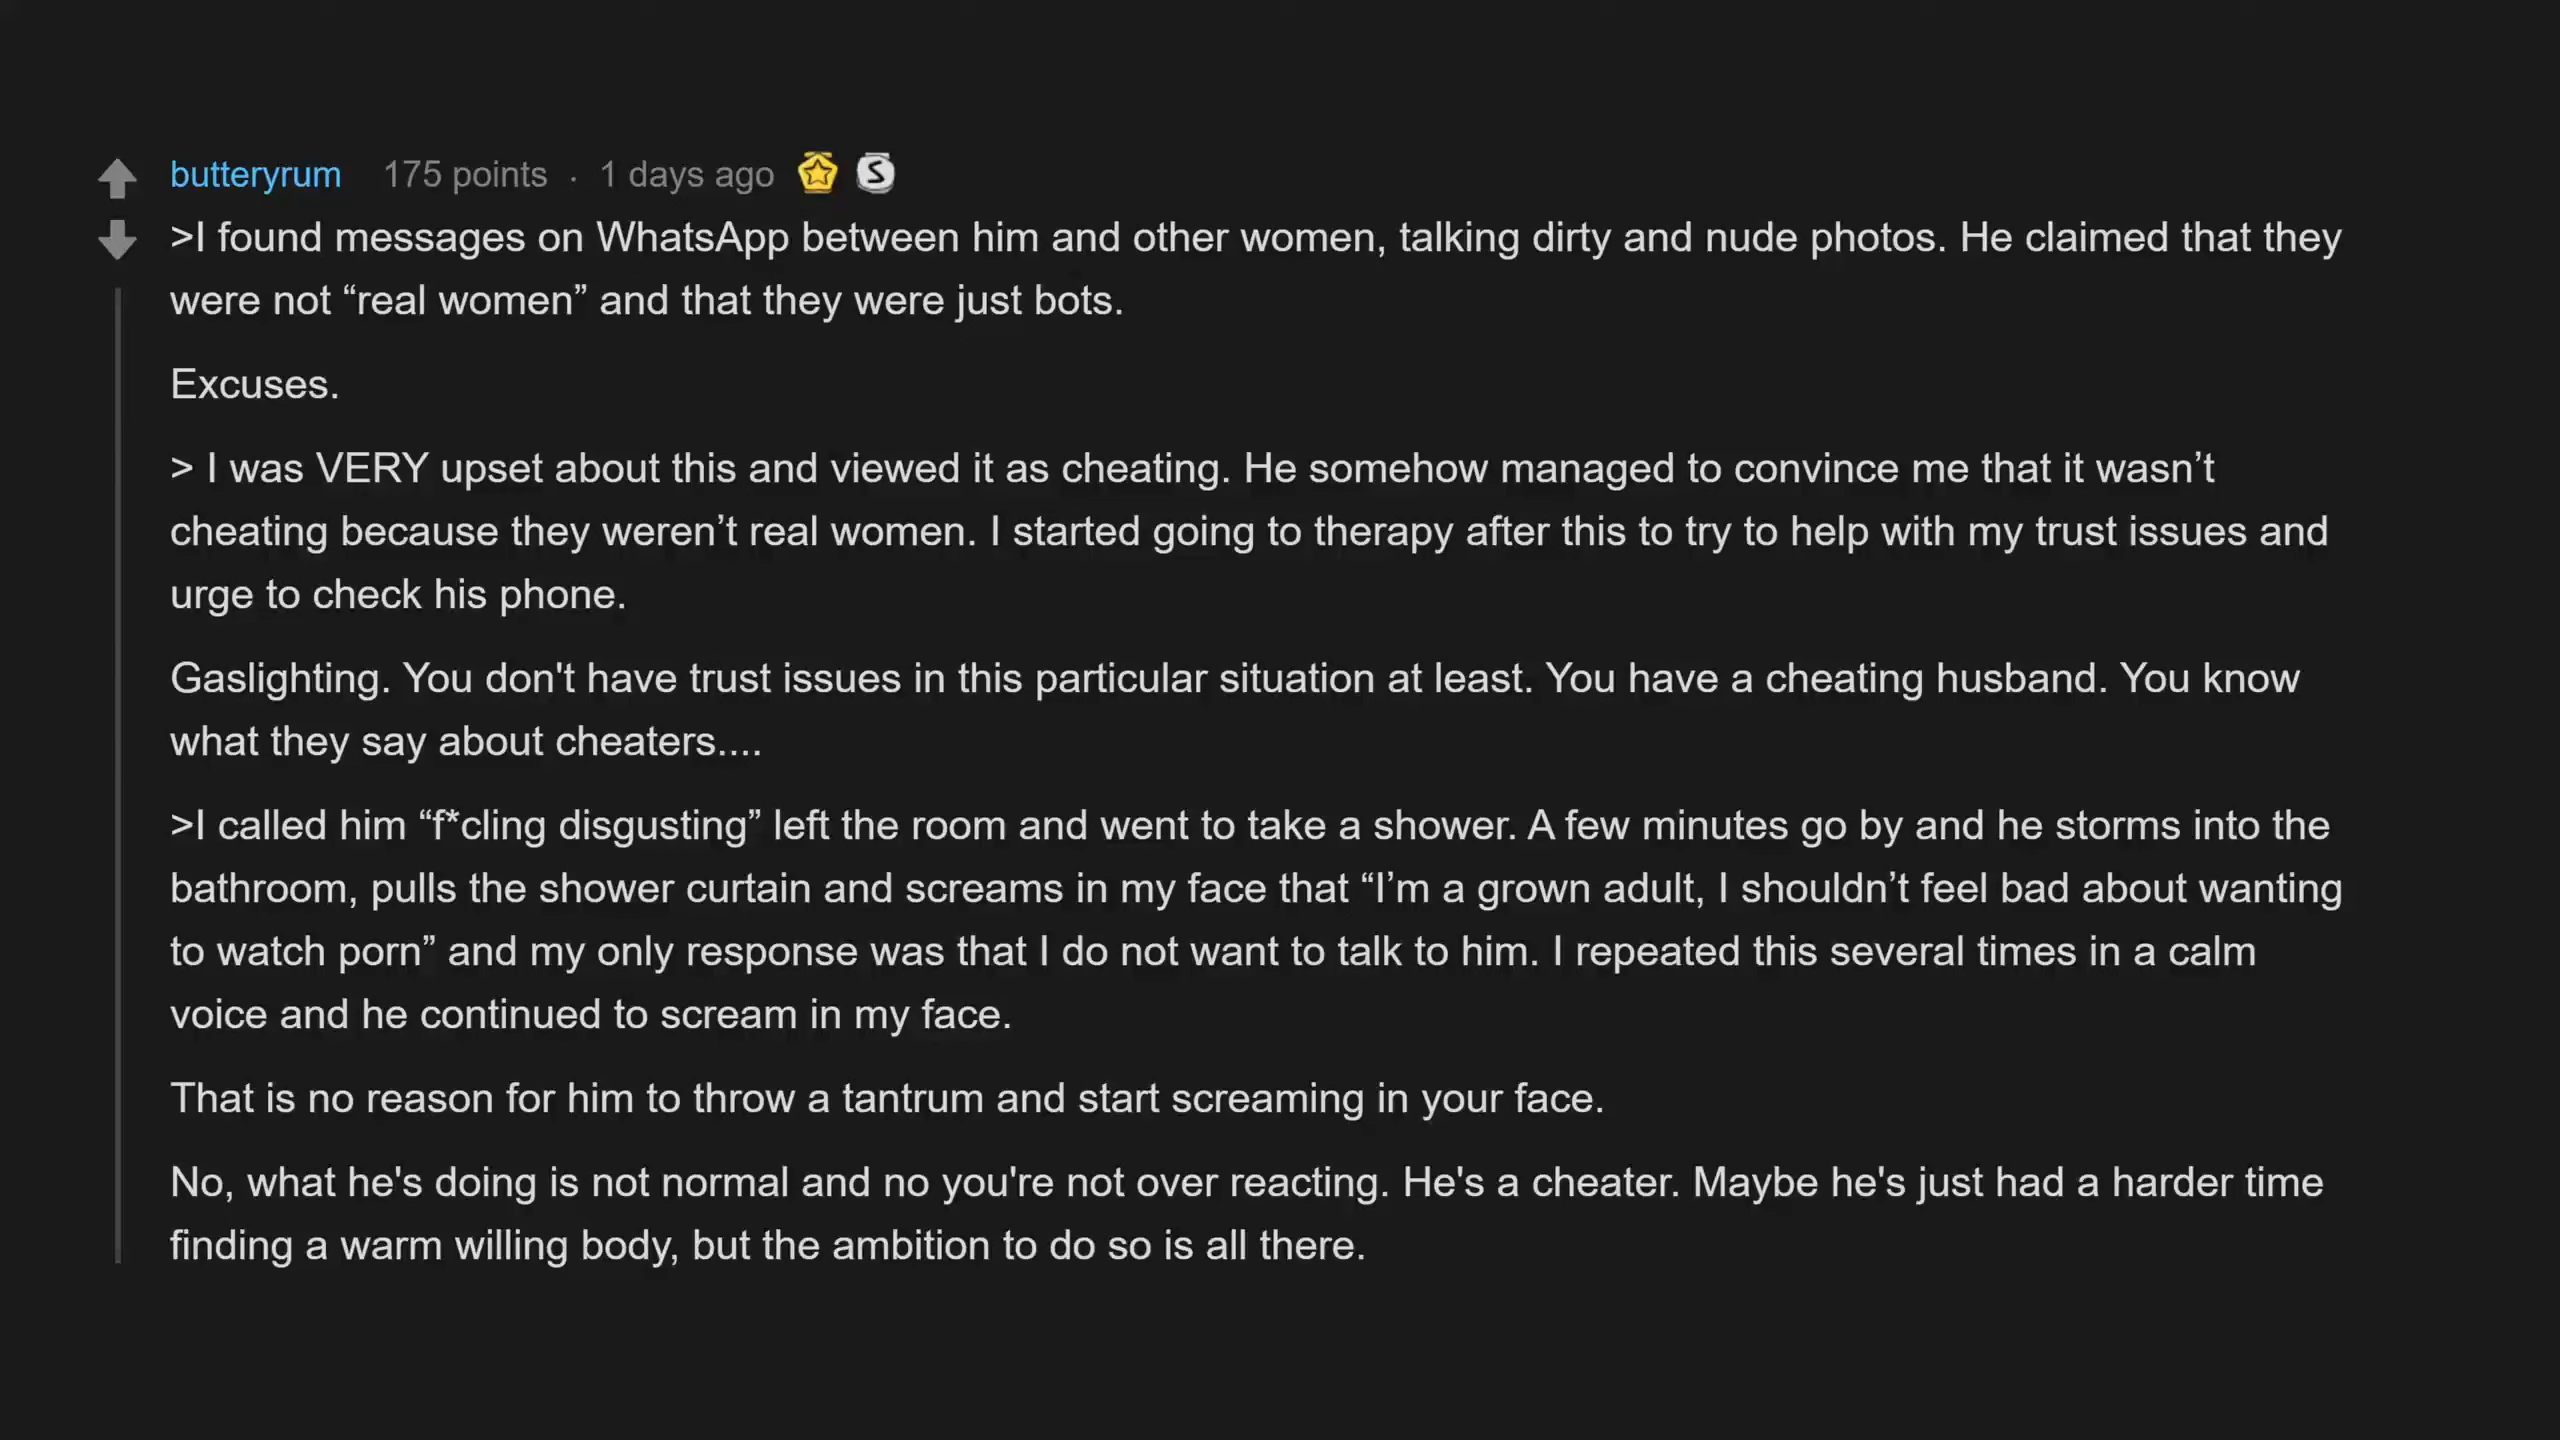 butteryrum 175 points · 1 days ago S
>I found messages on WhatsApp between him and other women, talking dirty and nude photos. He claimed that they
were not “real women” and that they were just bots.
Excuses.
> I was VERY upset about this and viewed it as cheating. He somehow managed to convince me that it wasn’t
cheating because they weren’t real women. I started going to therapy after this to try to help with my trust issues and
urge to check his phone.
Gaslighting. You don't have trust issues in this particular situation at least. You have a cheating husband. You know
what they say about cheaters....
>I called him “f*cling disgusting” left the room and went to take a shower. A few minutes go by and he storms into the
bathroom, pulls the shower curtain and screams in my face that “I’m a grown adult, I shouldn’t feel bad about wanting
to watch porn” and my only response was that I do not want to talk to him. I repeated this several times in a calm
voice and he continued to scream in my face.
That is no reason for him to throw a tantrum and start screaming in your face.
No, what he's doing is not normal and no you're not over reacting. He's a cheater. Maybe he's just had a harder time
finding a warm willing body, but the ambition to do so is all there.